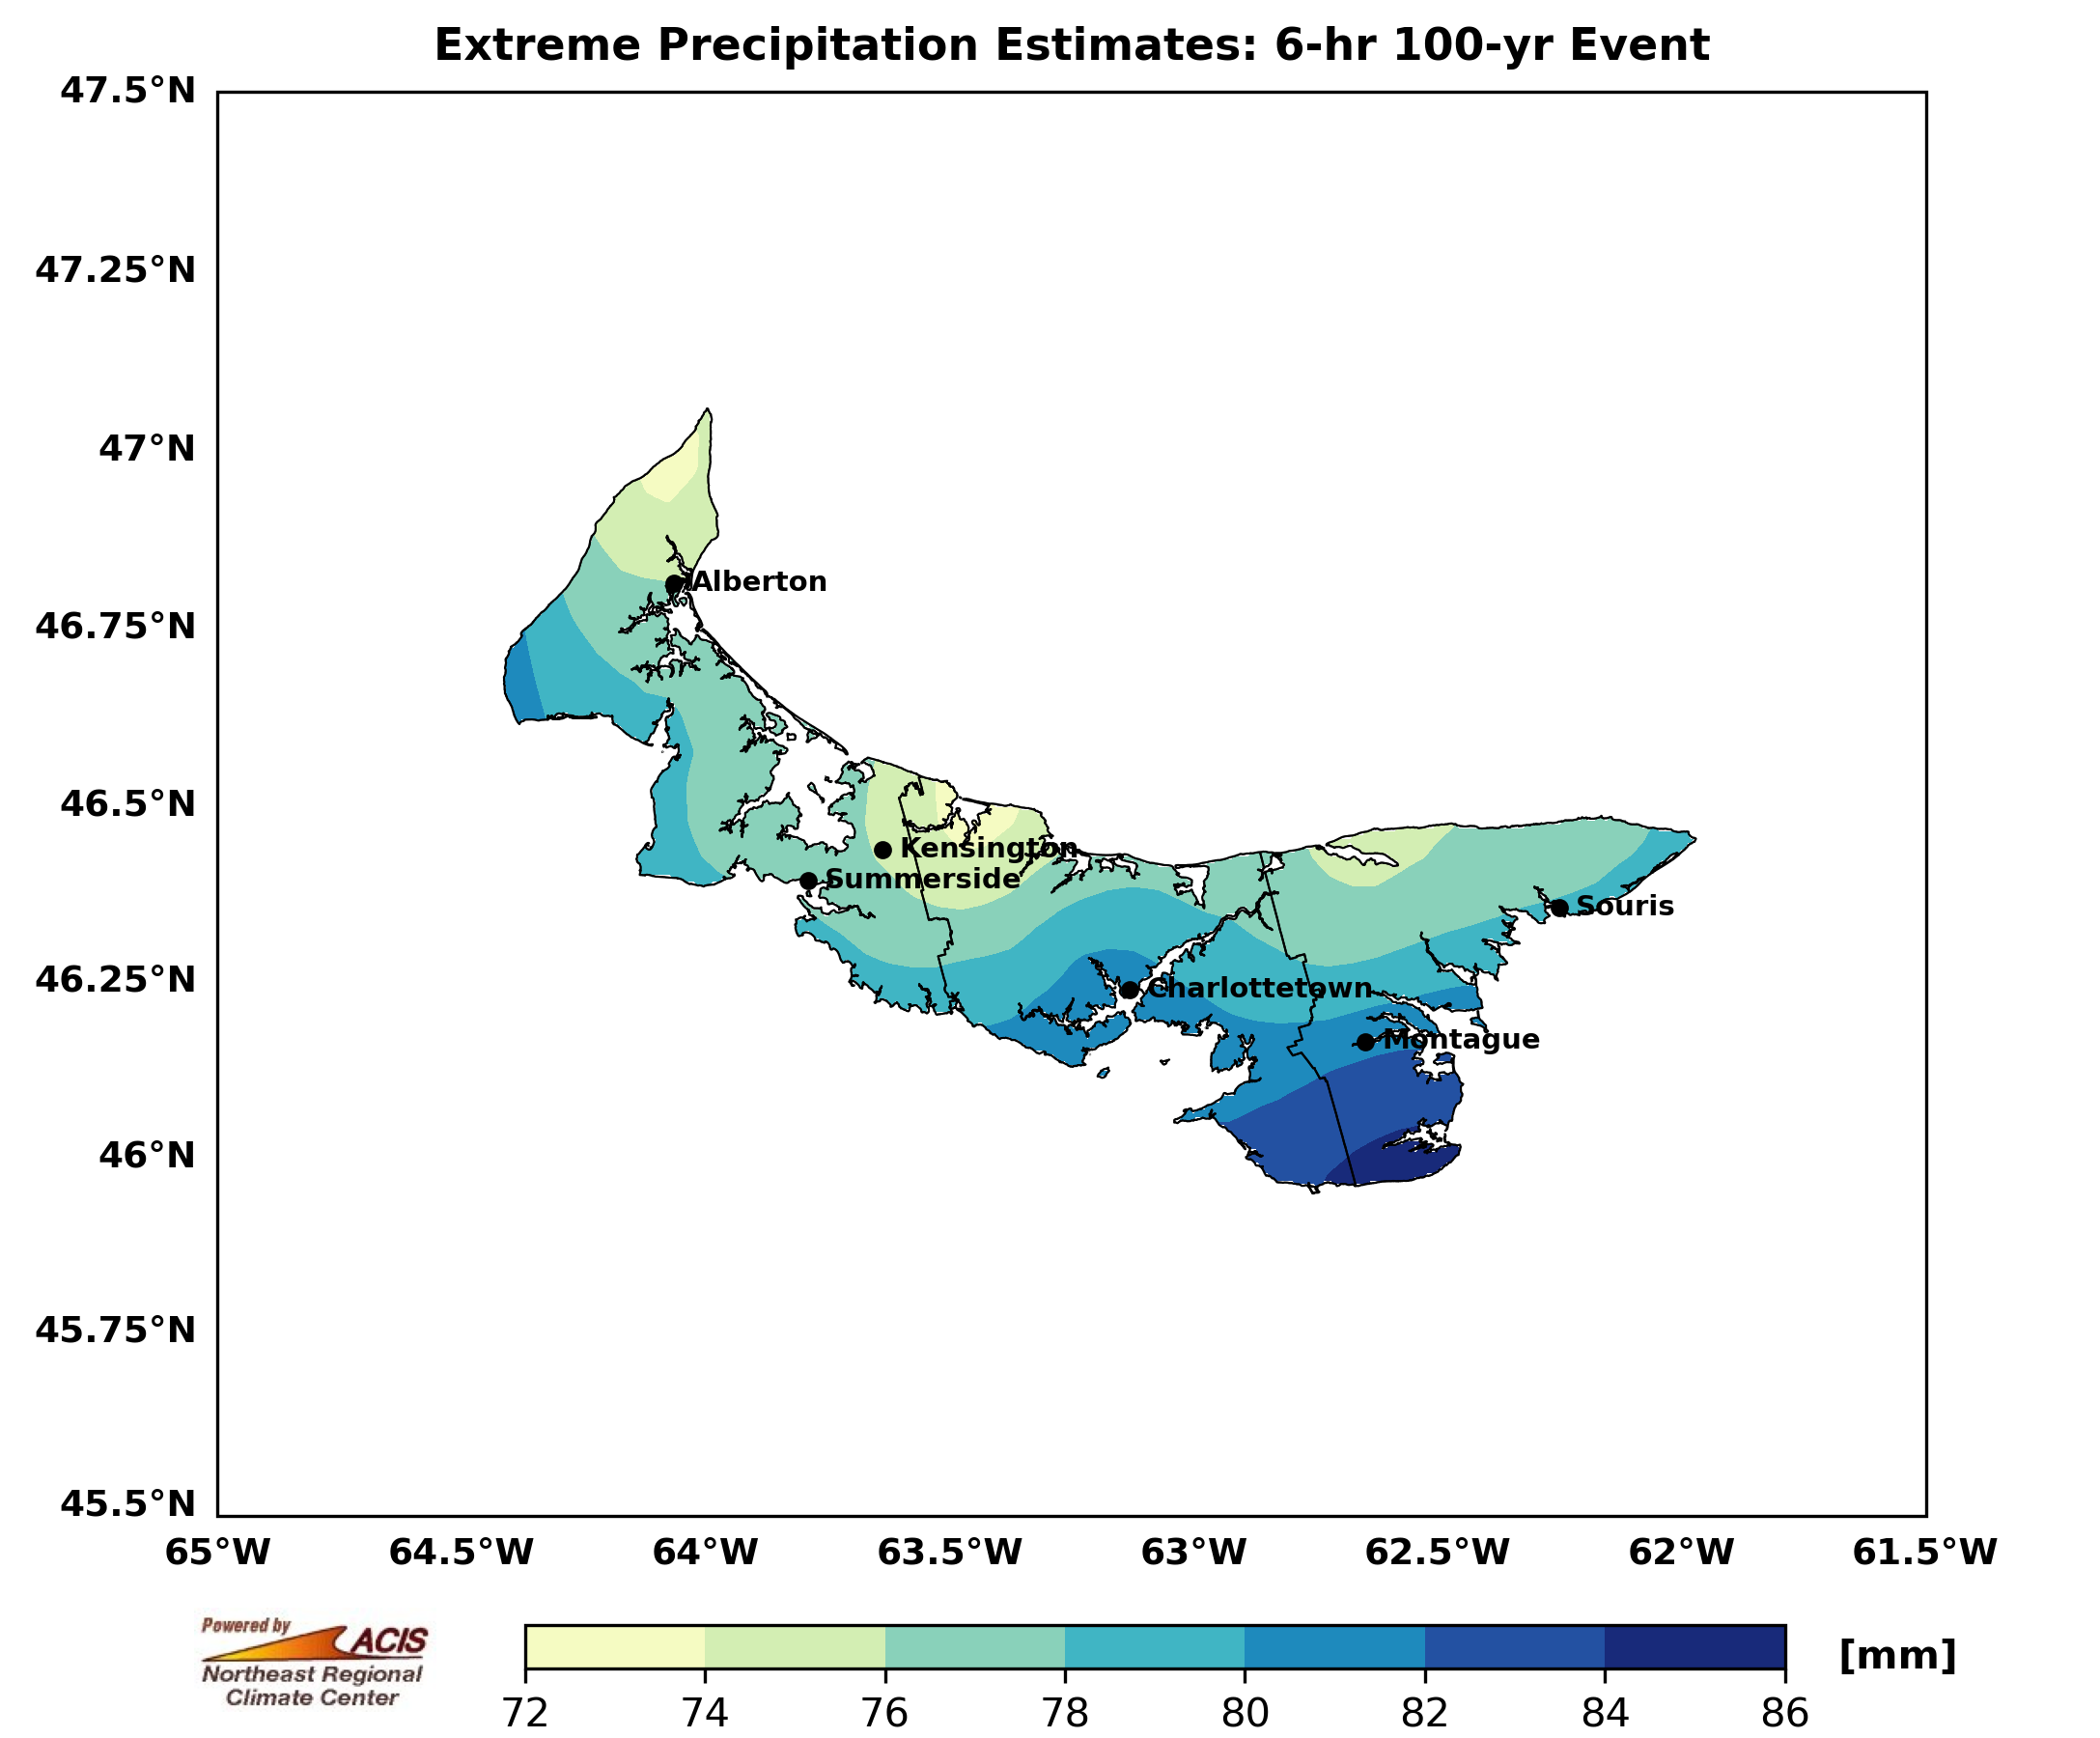 Extreme Precipitation Estimates: 6-hr 100-yr Event
47.5°N
47.25°N
47°N
46.75°N
46.5°N
46.25°N
46°N
45.75°N
45.5°N
Alberton
Kensington
Summerside
Souris
Charlottetown
Montague
65°W 64.5°W 64°W 63.5°W 63°W 62.5°W 62°W 61.5°W
Powered by
ACIS
Northeast Regional
Climate Center
[mm]
72 74 76 78 80 82 84 86